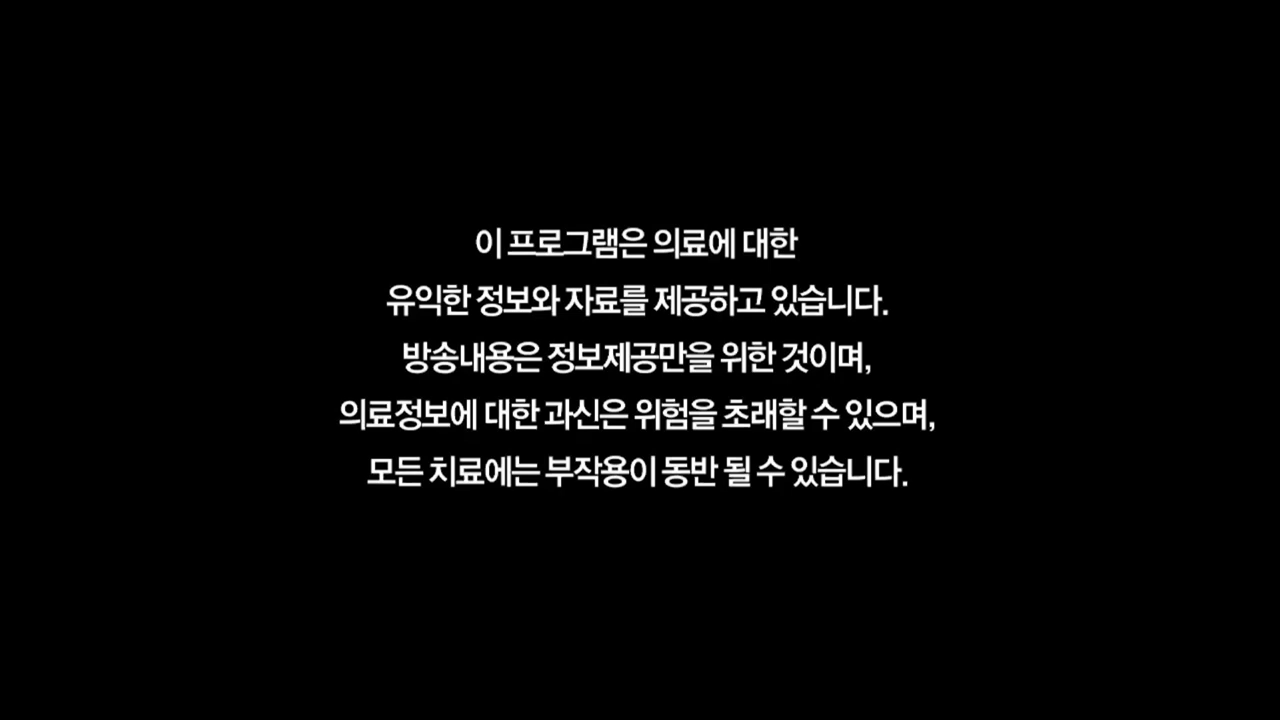 이 프로그램은 의료에 대한
유익한 정보와 자료를 제공하고 있습니다.
방송내용은 정보제공만을 위한 것이며,
의료정보에 대한 과신은 위험을 초래할 수 있으며,
모든 치료에는 부작용이 동반 될 수 있습니다.